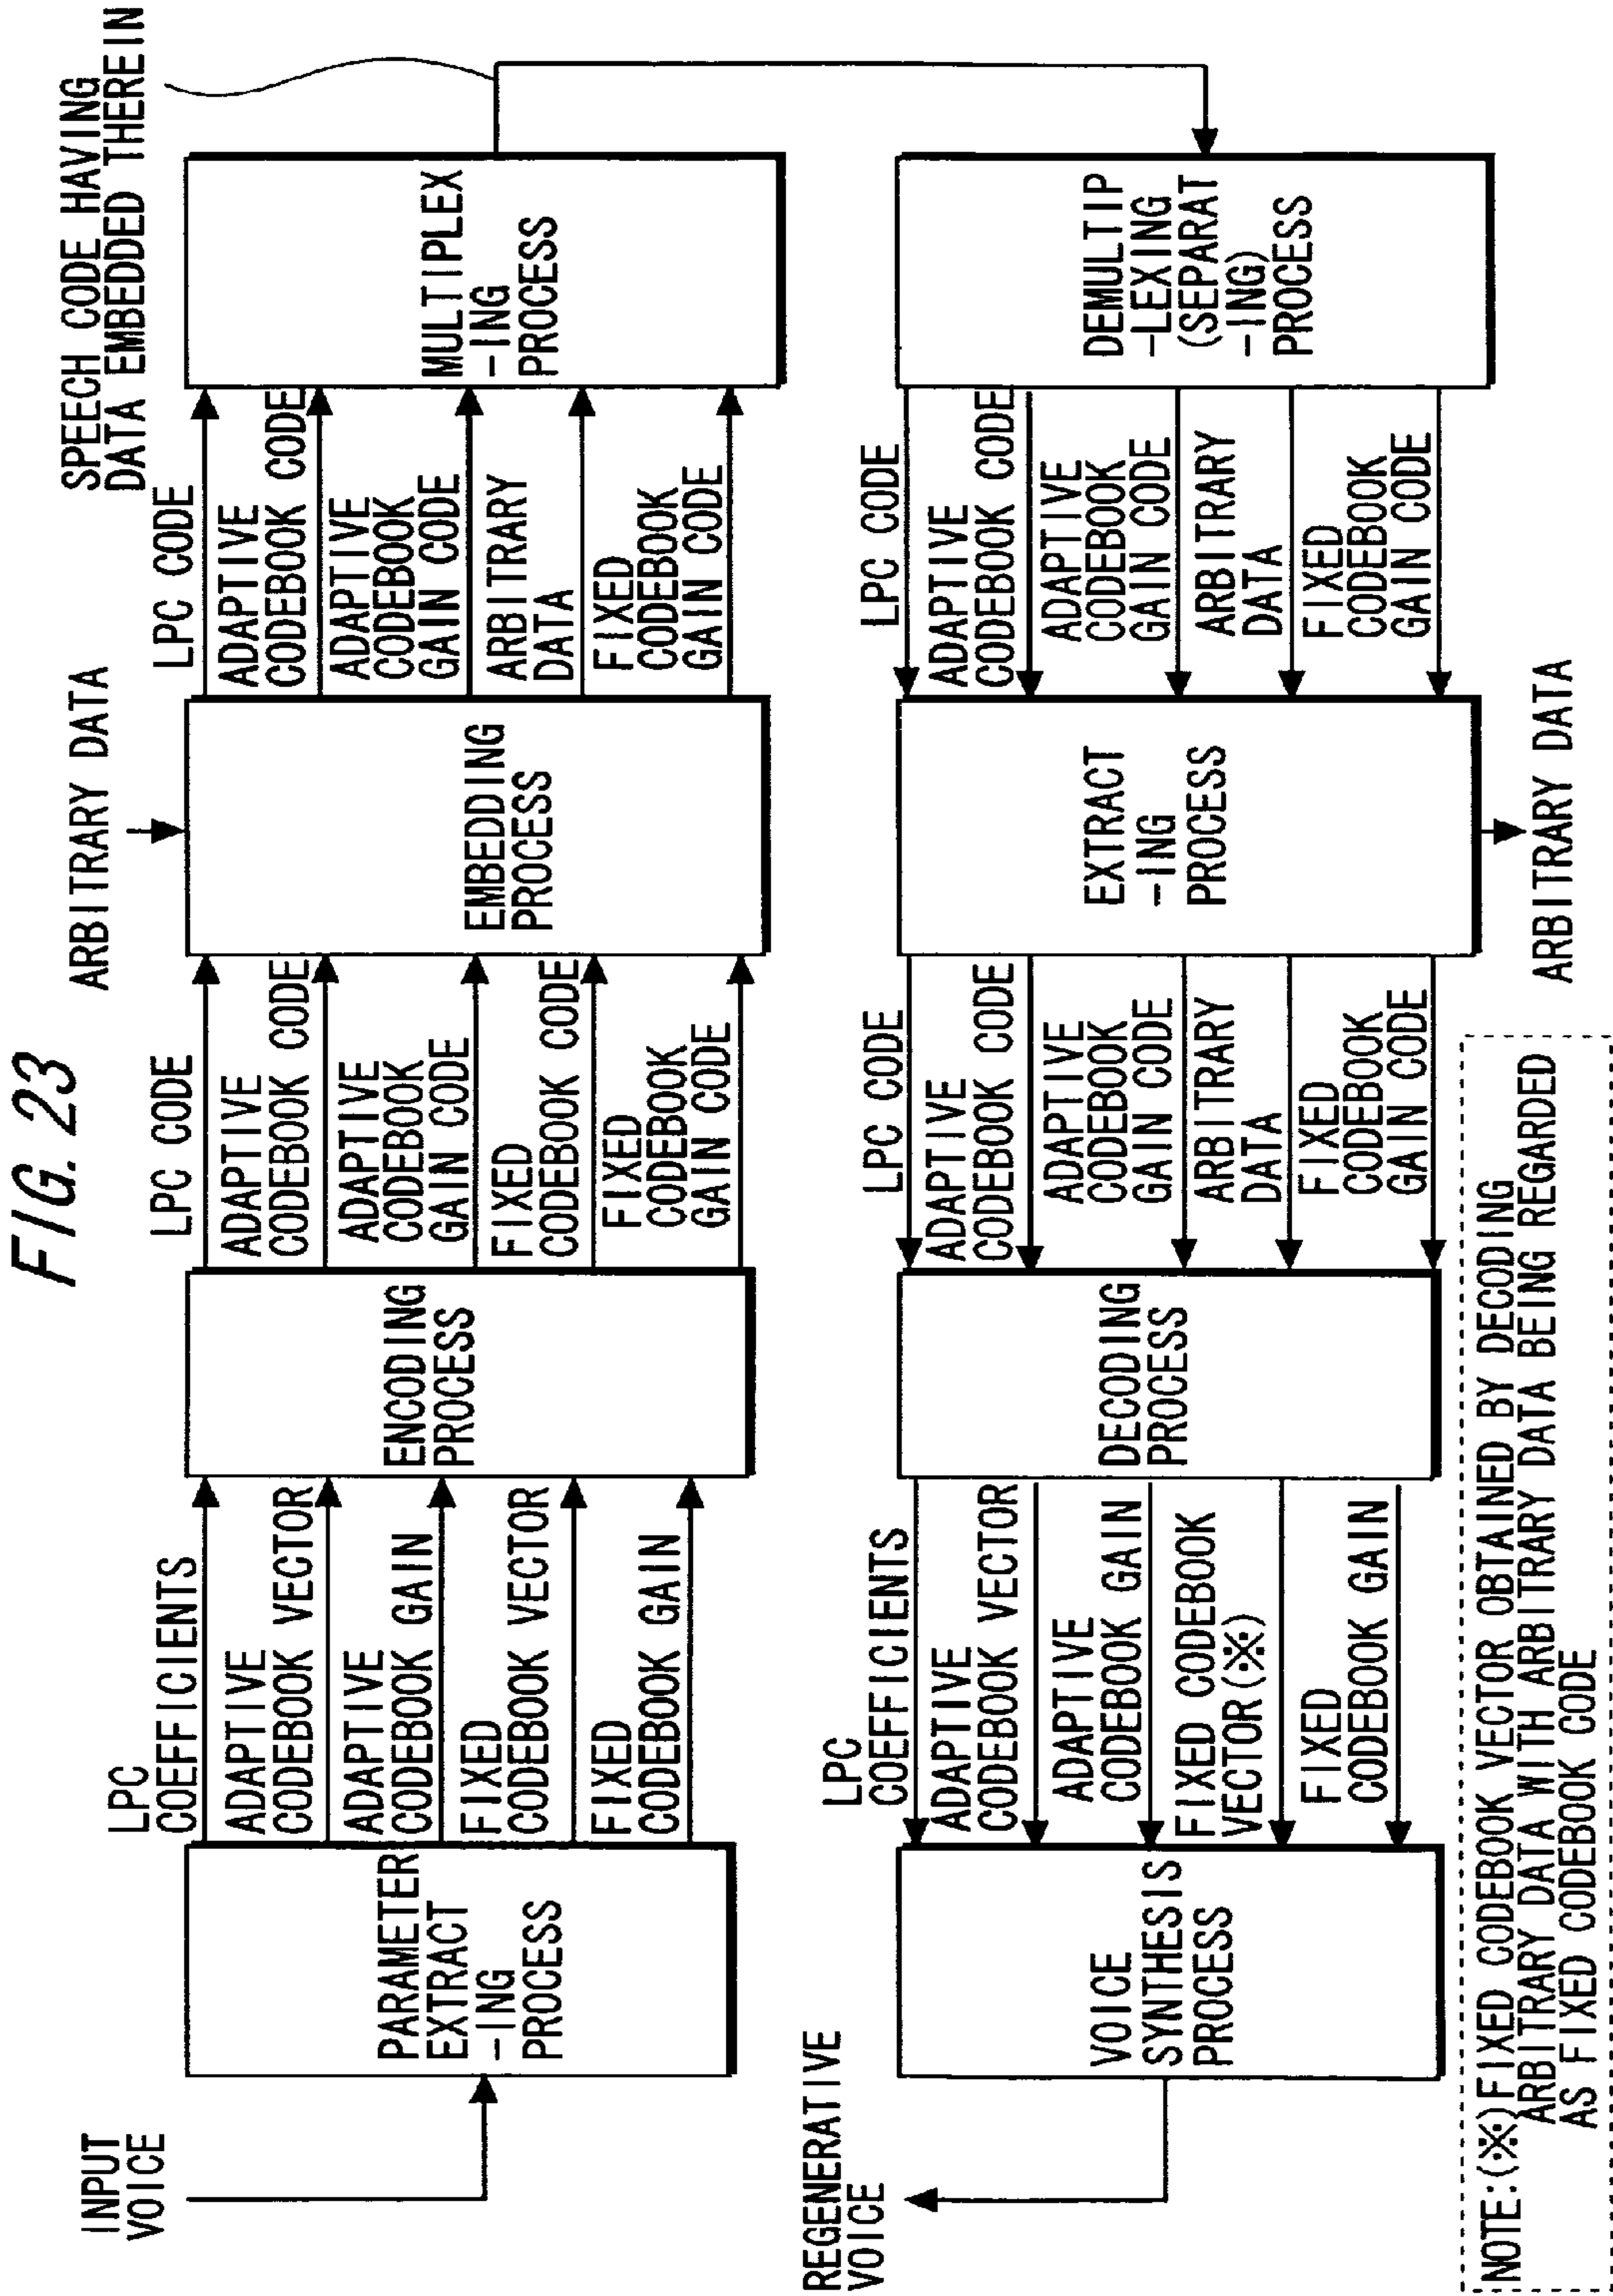 FIG. 23
INPUT
VOICE
PARAMETER
EXTRACT
-ING
PROCESS
LPC
COEFFICIENTS
ADAPTIVE
CODEBOOK VECTOR
ADAPTIVE
CODEBOOK GAIN
FIXED
CODEBOOK VECTOR
FIXED
CODEBOOK GAIN
ENCODING
PROCESS
LPC CODE
ADAPTIVE
CODEBOOK CODE
ADAPTIVE
CODEBOOK
GAIN CODE
FIXED
CODEBOOK CODE
FIXED
CODEBOOK
GAIN CODE
ARBITRARY DATA
EMBEDDING
PROCESS
LPC CODE
ADAPTIVE
CODEBOOK CODE
ADAPTIVE
CODEBOOK
GAIN CODE
ARBITRARY
DATA
FIXED
CODEBOOK
GAIN CODE
MULTIPLEX
-ING
PROCESS
SPEECH CODE HAVING
DATA EMBEDDED THEREIN
REGENERATIVE
VOICE
VOICE
SYNTHESIS
PROCESS
LPC
COEFFICIENTS
ADAPTIVE
CODEBOOK VECTOR
ADAPTIVE
CODEBOOK GAIN
FIXED CODEBOOK
VECTOR(※)
FIXED
CODEBOOK GAIN
DECODING
PROCESS
LPC CODE
ADAPTIVE
CODEBOOK CODE
ADAPTIVE
CODEBOOK
GAIN CODE
ARBITRARY
DATA
FIXED
CODEBOOK
GAIN CODE
EXTRACT
-ING
PROCESS
ARBITRARY DATA
LPC CODE
ADAPTIVE
CODEBOOK CODE
ADAPTIVE
CODEBOOK
GAIN CODE
ARBITRARY
DATA
FIXED
CODEBOOK
GAIN CODE
DEMULTIP
-LEXING
(SEPARAT
-ING)
PROCESS
NOTE:(※)FIXED CODEBOOK VECTOR OBTAINED BY DECODING
ARBITRARY DATA WITH ARBITRARY DATA BEING REGARDED
AS FIXED CODEBOOK CODE